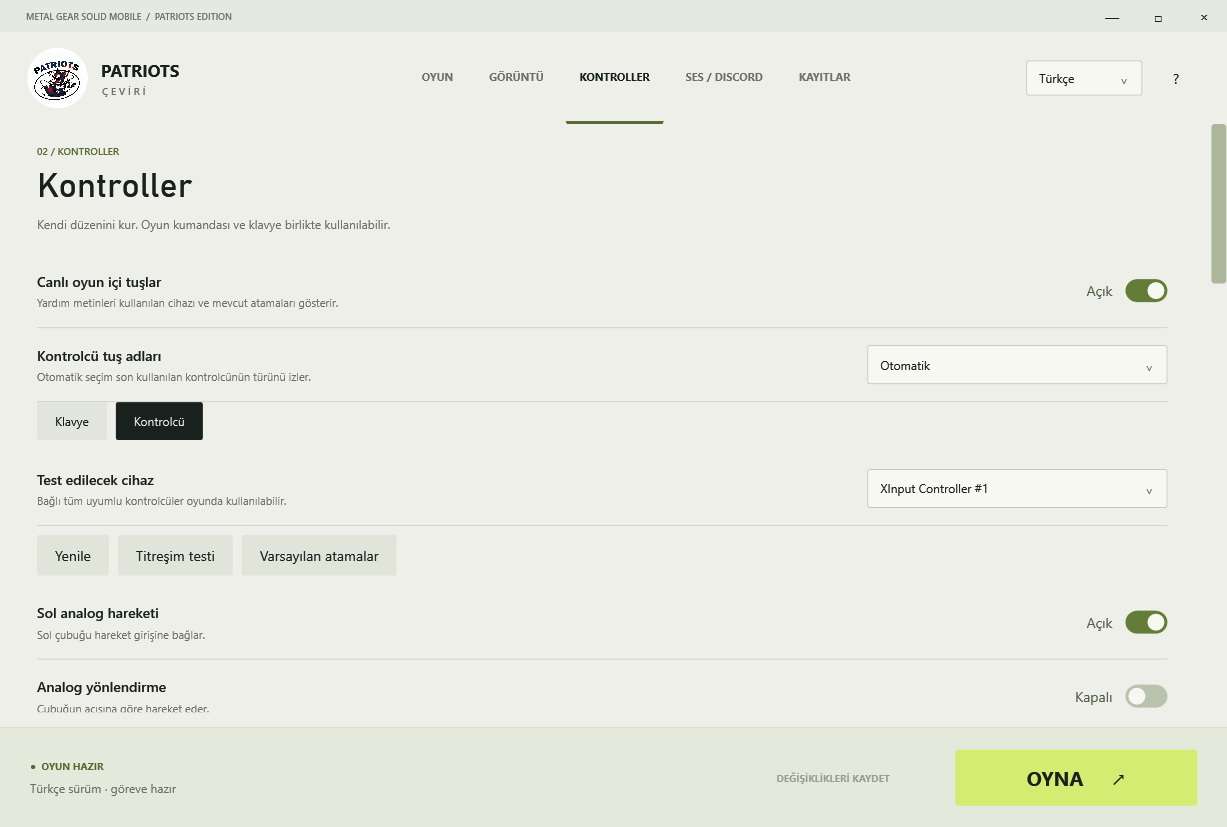 METAL GEAR SOLID MOBILE / PATRIOTS EDITION
PATRIOTS
PATRIOTS
ÇEVİRİ
OYUN
GÖRÜNTÜ
KONTROLLER
SES / DISCORD
KAYITLAR
Türkçe
?
02 / KONTROLLER
Kontroller
Kendi düzenini kur. Oyun kumandası ve klavye birlikte kullanılabilir.
Canlı oyun içi tuşlar
Yardım metinleri kullanılan cihazı ve mevcut atamaları gösterir.
Açık
Kontrolcü tuş adları
Otomatik seçim son kullanılan kontrolcünün türünü izler.
Otomatik
Klavye
Kontrolcü
Test edilecek cihaz
Bağlı tüm uyumlu kontrolcüler oyunda kullanılabilir.
XInput Controller #1
Yenile
Titreşim testi
Varsayılan atamalar
Sol analog hareketi
Sol çubuğu hareket girişine bağlar.
Açık
Analog yönlendirme
Çubuğun açısına göre hareket eder.
Kapalı
• OYUN HAZIR
Türkçe sürüm · göreve hazır
DEĞİŞİKLİKLERİ KAYDET
OYNA ↗